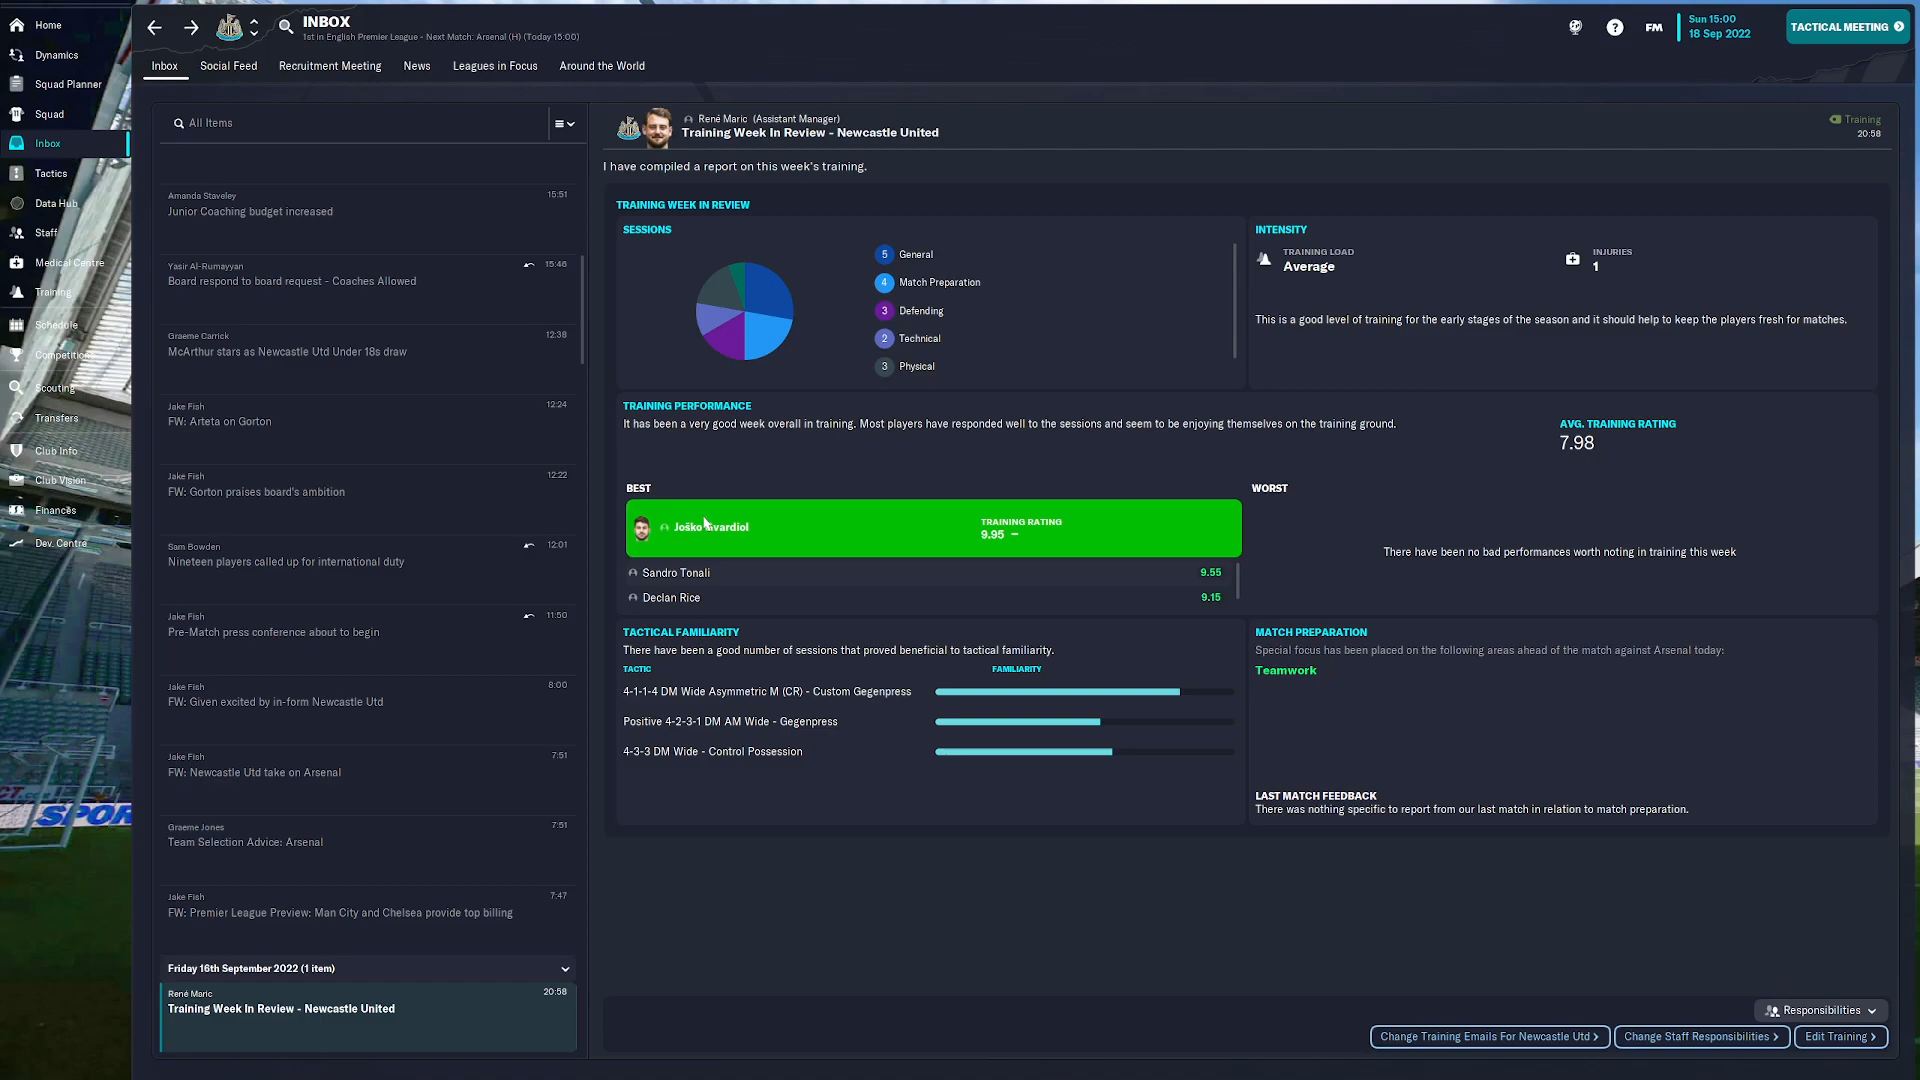 Home
Dynamics
Squad Planner
Squad
Inbox
Tactics
Data Hub
Staff
Medical Centre
Training
Schedule
Competitions
Scouting
Transfers
Club Info
Club Vision
Finances
Dev. Centre
INBOX
1st in English Premier League - Next Match: Arsenal (H) (Today 15:00)
FM
Sun 15:00
18 Sep 2022
TACTICAL MEETING
Inbox
Social Feed
Recruitment Meeting
News
Leagues in Focus
Around the World
All Items
Amanda Staveley 15:51
Junior Coaching budget increased
Yasir Al-Rumayyan 15:46
Board respond to board request - Coaches Allowed
Graeme Carrick 12:38
McArthur stars as Newcastle Utd Under 18s draw
Jake Fish 12:24
FW: Arteta on Gorton
Jake Fish 12:22
FW: Gorton praises board's ambition
Sam Bowden 12:01
Nineteen players called up for international duty
Jake Fish 11:50
Pre-Match press conference about to begin
Jake Fish 8:00
FW: Given excited by in-form Newcastle Utd
Jake Fish 7:51
FW: Newcastle Utd take on Arsenal
Graeme Jones 7:51
Team Selection Advice: Arsenal
Jake Fish 7:47
FW: Premier League Preview: Man City and Chelsea provide top billing
Friday 16th September 2022 (1 item)
René Maric 20:58
Training Week In Review - Newcastle United
René Maric (Assistant Manager)
Training Week In Review - Newcastle United
Training
20:58
I have compiled a report on this week's training.
TRAINING WEEK IN REVIEW
SESSIONS
5 General
4 Match Preparation
3 Defending
2 Technical
3 Physical
INTENSITY
TRAINING LOAD
Average
INJURIES
1
This is a good level of training for the early stages of the season and it should help to keep the players fresh for matches.
TRAINING PERFORMANCE
It has been a very good week overall in training. Most players have responded well to the sessions and seem to be enjoying themselves on the training ground.
AVG. TRAINING RATING
7.98
BEST
Joško Gvardiol
TRAINING RATING
9.95 –
Sandro Tonali 9.55
Declan Rice 9.15
WORST
There have been no bad performances worth noting in training this week
TACTICAL FAMILIARITY
There have been a good number of sessions that proved beneficial to tactical familiarity.
TACTIC FAMILIARITY
4-1-1-4 DM Wide Asymmetric M (CR) - Custom Gegenpress
Positive 4-2-3-1 DM AM Wide - Gegenpress
4-3-3 DM Wide - Control Possession
MATCH PREPARATION
Special focus has been placed on the following areas ahead of the match against Arsenal today:
Teamwork
LAST MATCH FEEDBACK
There was nothing specific to report from our last match in relation to match preparation.
Responsibilities
Change Training Emails For Newcastle Utd >
Change Staff Responsibilities >
Edit Training >